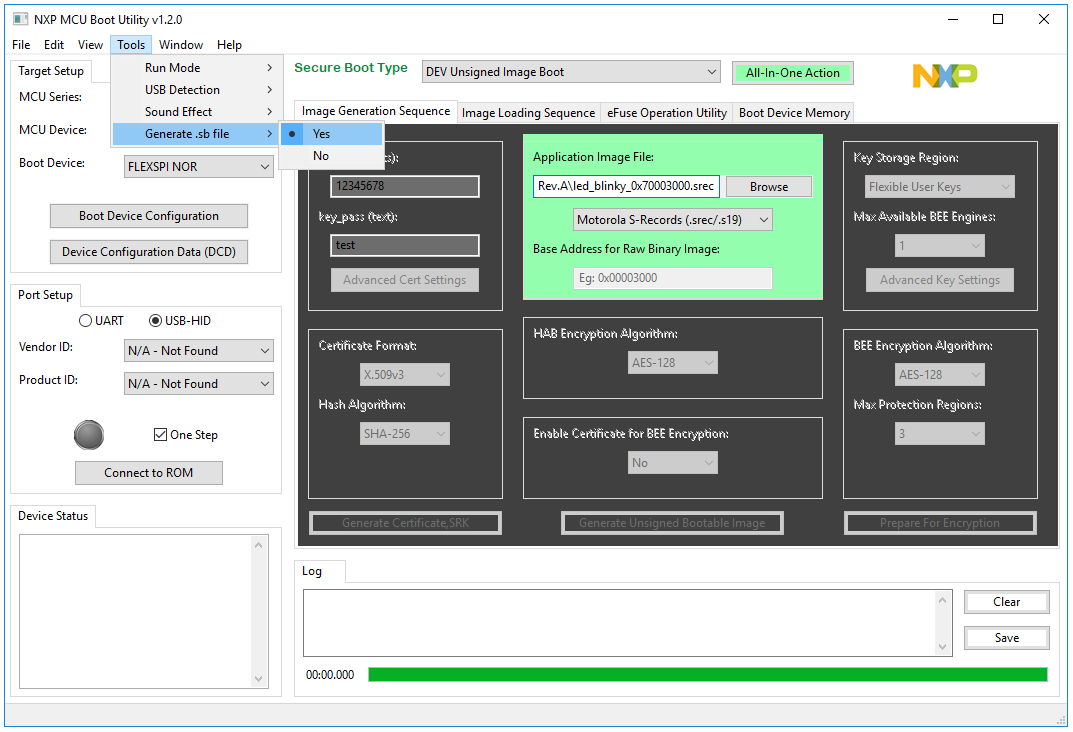 NXP MCU Boot Utility v1.2.0
File Edit View Tools Window Help
Target Setup
MCU Series:
MCU Device:
Boot Device:
FLEXSPI NOR
Boot Device Configuration
Device Configuration Data (DCD)
Run Mode
USB Detection
Sound Effect
Generate .sb file
Yes
No
Secure Boot Type
DEV Unsigned Image Boot
All-In-One Action
NXP
Image Generation Sequence
Image Loading Sequence
eFuse Operation Utility
Boot Device Memory
12345678
key_pass (text):
test
Advanced Cert Settings
Application Image File:
Rev.A\led_blinky_0x70003000.srec
Browse
Motorola S-Records (.srec/.s19)
Base Address for Raw Binary Image:
Eg: 0x00003000
Key Storage Region:
Flexible User Keys
Max Available BEE Engines:
1
Advanced Key Settings
Certificate Format:
X.509v3
Hash Algorithm:
SHA-256
HAB Encryption Algorithm:
AES-128
Enable Certificate for BEE Encryption:
No
BEE Encryption Algorithm:
AES-128
Max Protection Regions:
3
Generate Certificate,SRK
Generate Unsigned Bootable Image
Prepare For Encryption
Port Setup
UART
USB-HID
Vendor ID:
N/A - Not Found
Product ID:
N/A - Not Found
One Step
Connect to ROM
Device Status
Log
Clear
Save
00:00.000